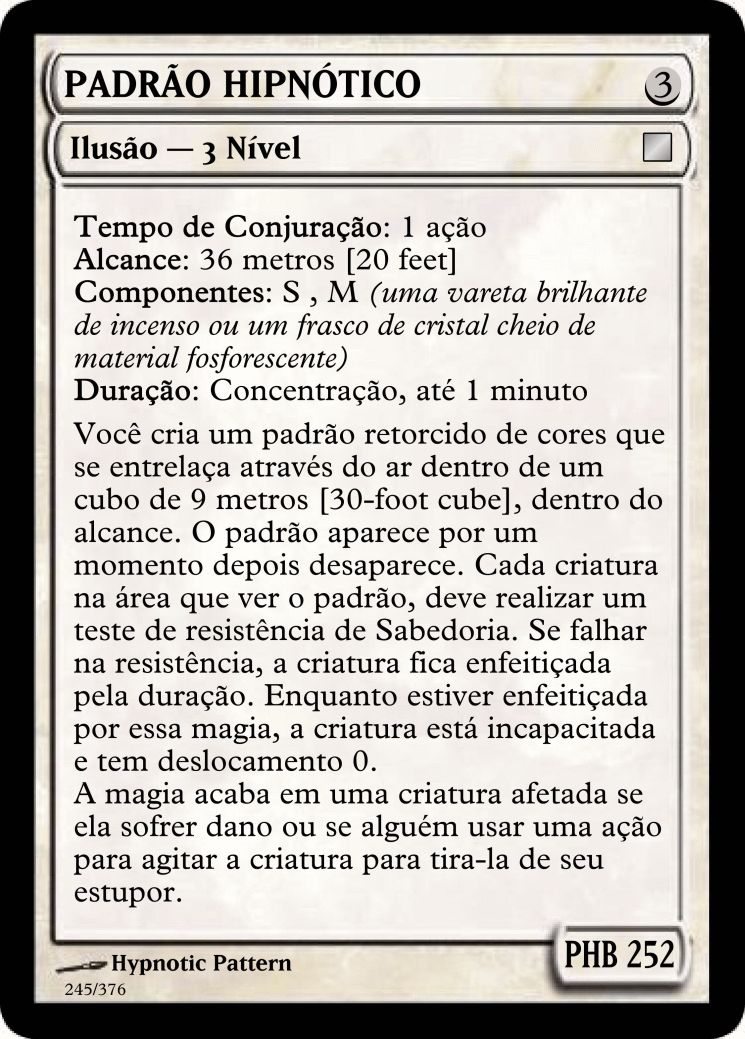 PADRÃO HIPNÓTICO
3
Ilusão — 3 Nível
Tempo de Conjuração: 1 ação
Alcance: 36 metros [20 feet]
Componentes: S , M (uma vareta brilhante
de incenso ou um frasco de cristal cheio de
material fosforescente)
Duração: Concentração, até 1 minuto
Você cria um padrão retorcido de cores que
se entrelaça através do ar dentro de um
cubo de 9 metros [30-foot cube], dentro do
alcance. O padrão aparece por um
momento depois desaparece. Cada criatura
na área que ver o padrão, deve realizar um
teste de resistência de Sabedoria. Se falhar
na resistência, a criatura fica enfeitiçada
pela duração. Enquanto estiver enfeitiçada
por essa magia, a criatura está incapacitada
e tem deslocamento 0.
A magia acaba em uma criatura afetada se
ela sofrer dano ou se alguém usar uma ação
para agitar a criatura para tira-la de seu
estupor.
PHB 252
Hypnotic Pattern
245/376